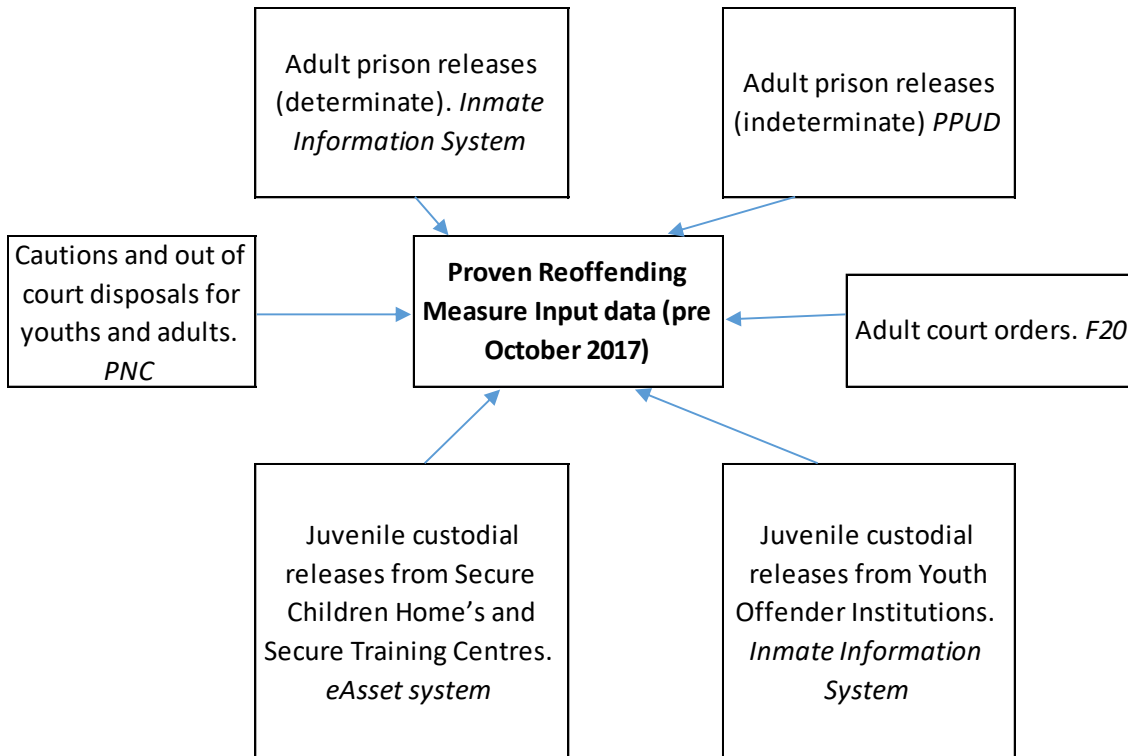 Adult prison releases
(determinate). Inmate
Information System
Adult prison releases
(indeterminate) PPUD
Cautions and out of
court disposals for
youths and adults.
PNC
Proven Reoffending
Measure Input data (pre
October 2017)
Adult court orders. F20
Juvenile custodial
releases from Secure
Children Home’s and
Secure Training Centres.
eAsset system
Juvenile custodial
releases from Youth
Offender Institutions.
Inmate Information
System